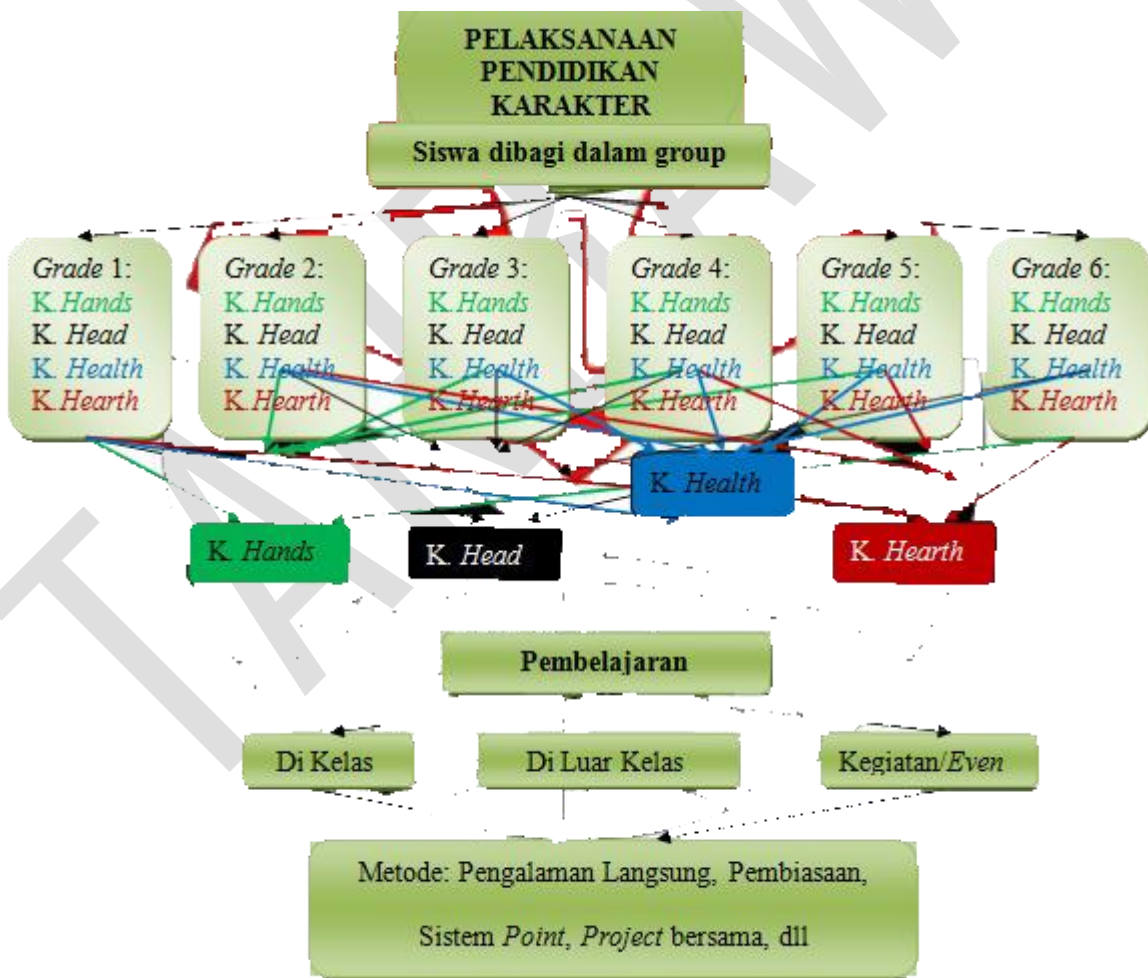 PELAKSANAAN
PENDIDIKAN
KARAKTER
Siswa dibagi dalam group
Grade 1:
K.Hands
K. Head
K. Health
K.Hearth
Grade 2:
K.Hands
K. Head
K. Health
K.Hearth
Grade 3:
K.Hands
K. Head
K. Health
K.Hearth
Grade 4:
K.Hands
K. Head
K. Health
K.Hearth
Grade 5:
K.Hands
K. Head
K. Health
K.Hearth
Grade 6:
K.Hands
K. Head
K. Health
K.Hearth
K. Health
K. Hands
K. Head
K. Hearth
Pembelajaran
Di Kelas
Di Luar Kelas
Kegiatan/Even
Metode: Pengalaman Langsung, Pembiasaan,
Sistem Point, Project bersama, dll